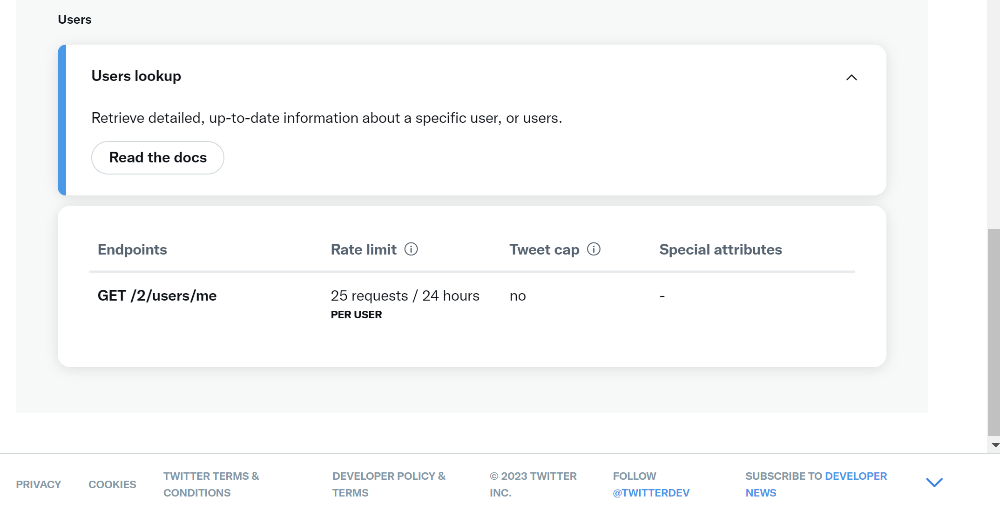 Users
Users lookup
Retrieve detailed, up-to-date information about a specific user, or users.
Read the docs
Endpoints Rate limit Tweet cap Special attributes
GET /2/users/me 25 requests / 24 hours no -
PER USER
PRIVACY
COOKIES
TWITTER TERMS &
CONDITIONS
DEVELOPER POLICY &
TERMS
© 2023 TWITTER
INC.
FOLLOW
@TWITTERDEV
SUBSCRIBE TO DEVELOPER
NEWS